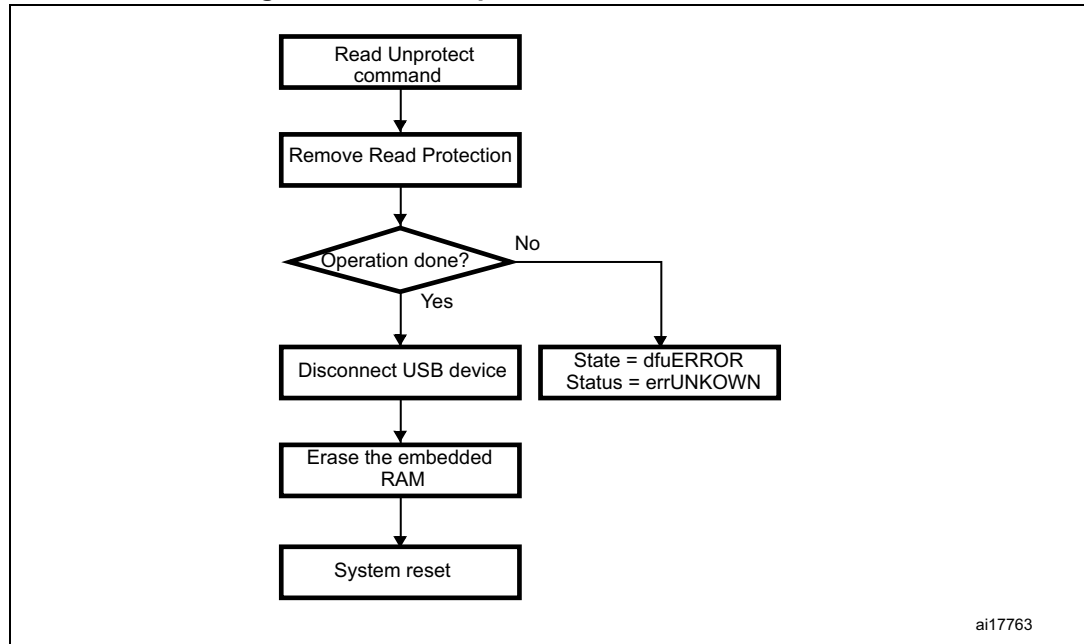 Read Unprotect
command
Remove Read Protection
Operation done?
No
Yes
Disconnect USB device
State = dfuERROR
Status = errUNKOWN
Erase the embedded
RAM
System reset
ai17763